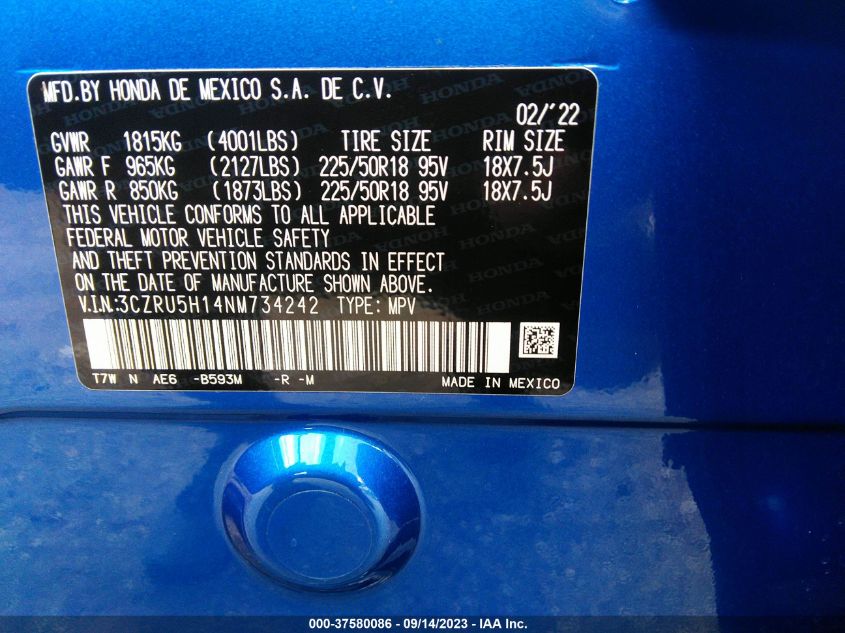 MFD.BY HONDA DE MEXICO S.A. DE C.V.
02/'22
GVWR 1815KG (4001LBS) TIRE SIZE RIM SIZE
GAWR F 965KG (2127LBS) 225/50R18 95V 18X7.5J
GAWR R 850KG (1873LBS) 225/50R18 95V 18X7.5J
THIS VEHICLE CONFORMS TO ALL APPLICABLE
FEDERAL MOTOR VEHICLE SAFETY
AND THEFT PREVENTION STANDARDS IN EFFECT
ON THE DATE OF MANUFACTURE SHOWN ABOVE.
V.I.N:3CZRU5H14NM734242 TYPE: MPV
T7W N AE6 -B593M -R -M MADE IN MEXICO
000-37580086 - 09/14/2023 - IAA Inc.